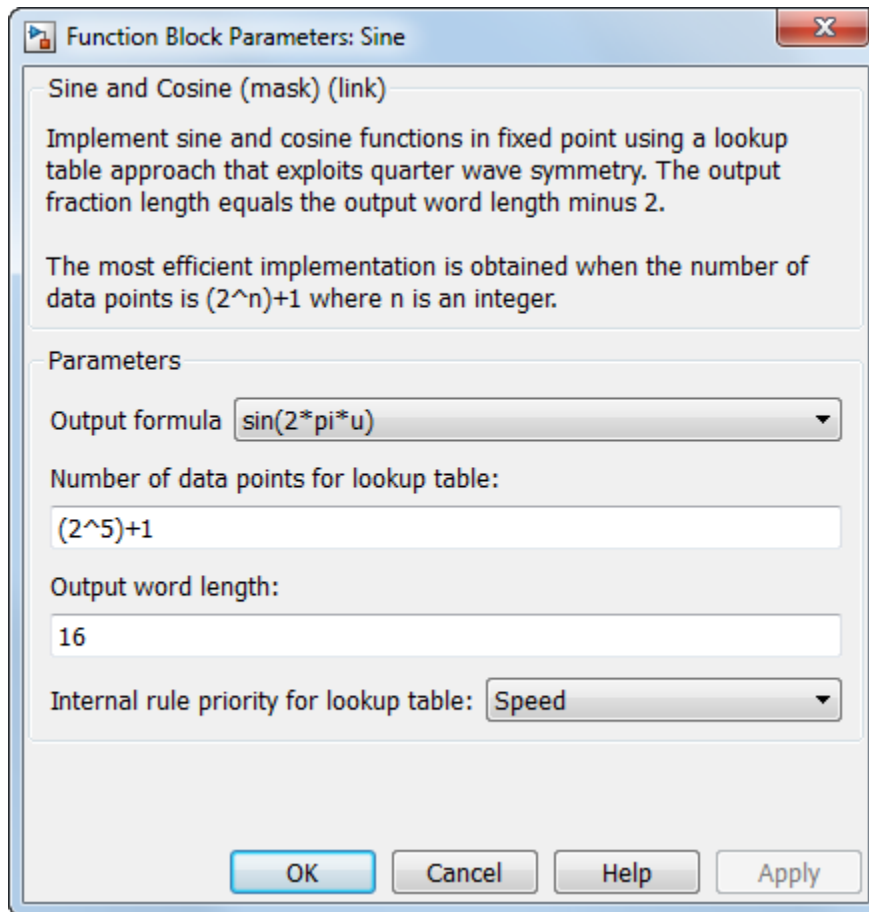 Function Block Parameters: Sine
X
Sine and Cosine (mask) (link)
Implement sine and cosine functions in fixed point using a lookup
table approach that exploits quarter wave symmetry. The output
fraction length equals the output word length minus 2.
The most efficient implementation is obtained when the number of
data points is (2^n)+1 where n is an integer.
Parameters
Output formula sin(2*pi*u)
Number of data points for lookup table:
(2^5)+1
Output word length:
16
Internal rule priority for lookup table: Speed
OK Cancel Help Apply